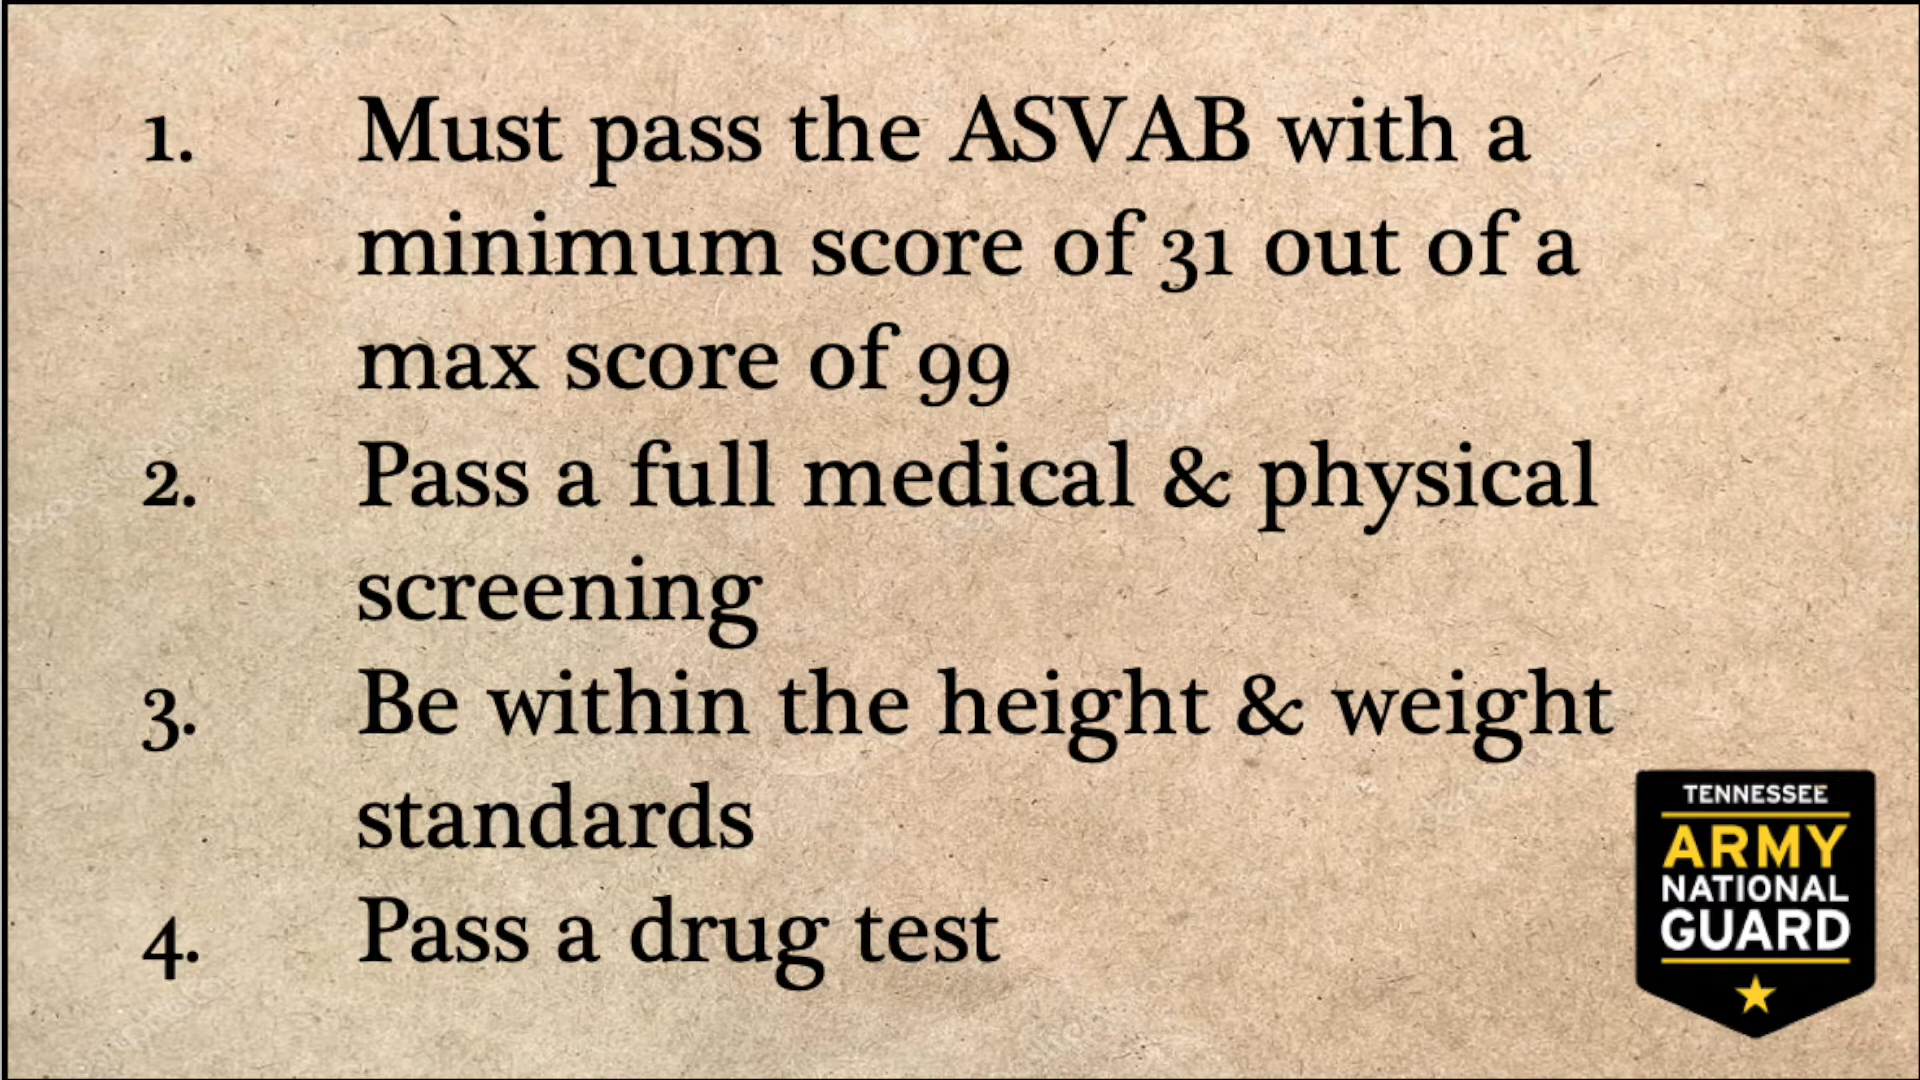 1. Must pass the ASVAB with a
minimum score of 31 out of a
max score of 99
2. Pass a full medical & physical
screening
3. Be within the height & weight
standards
4. Pass a drug test
TENNESSEE
ARMY
NATIONAL
GUARD